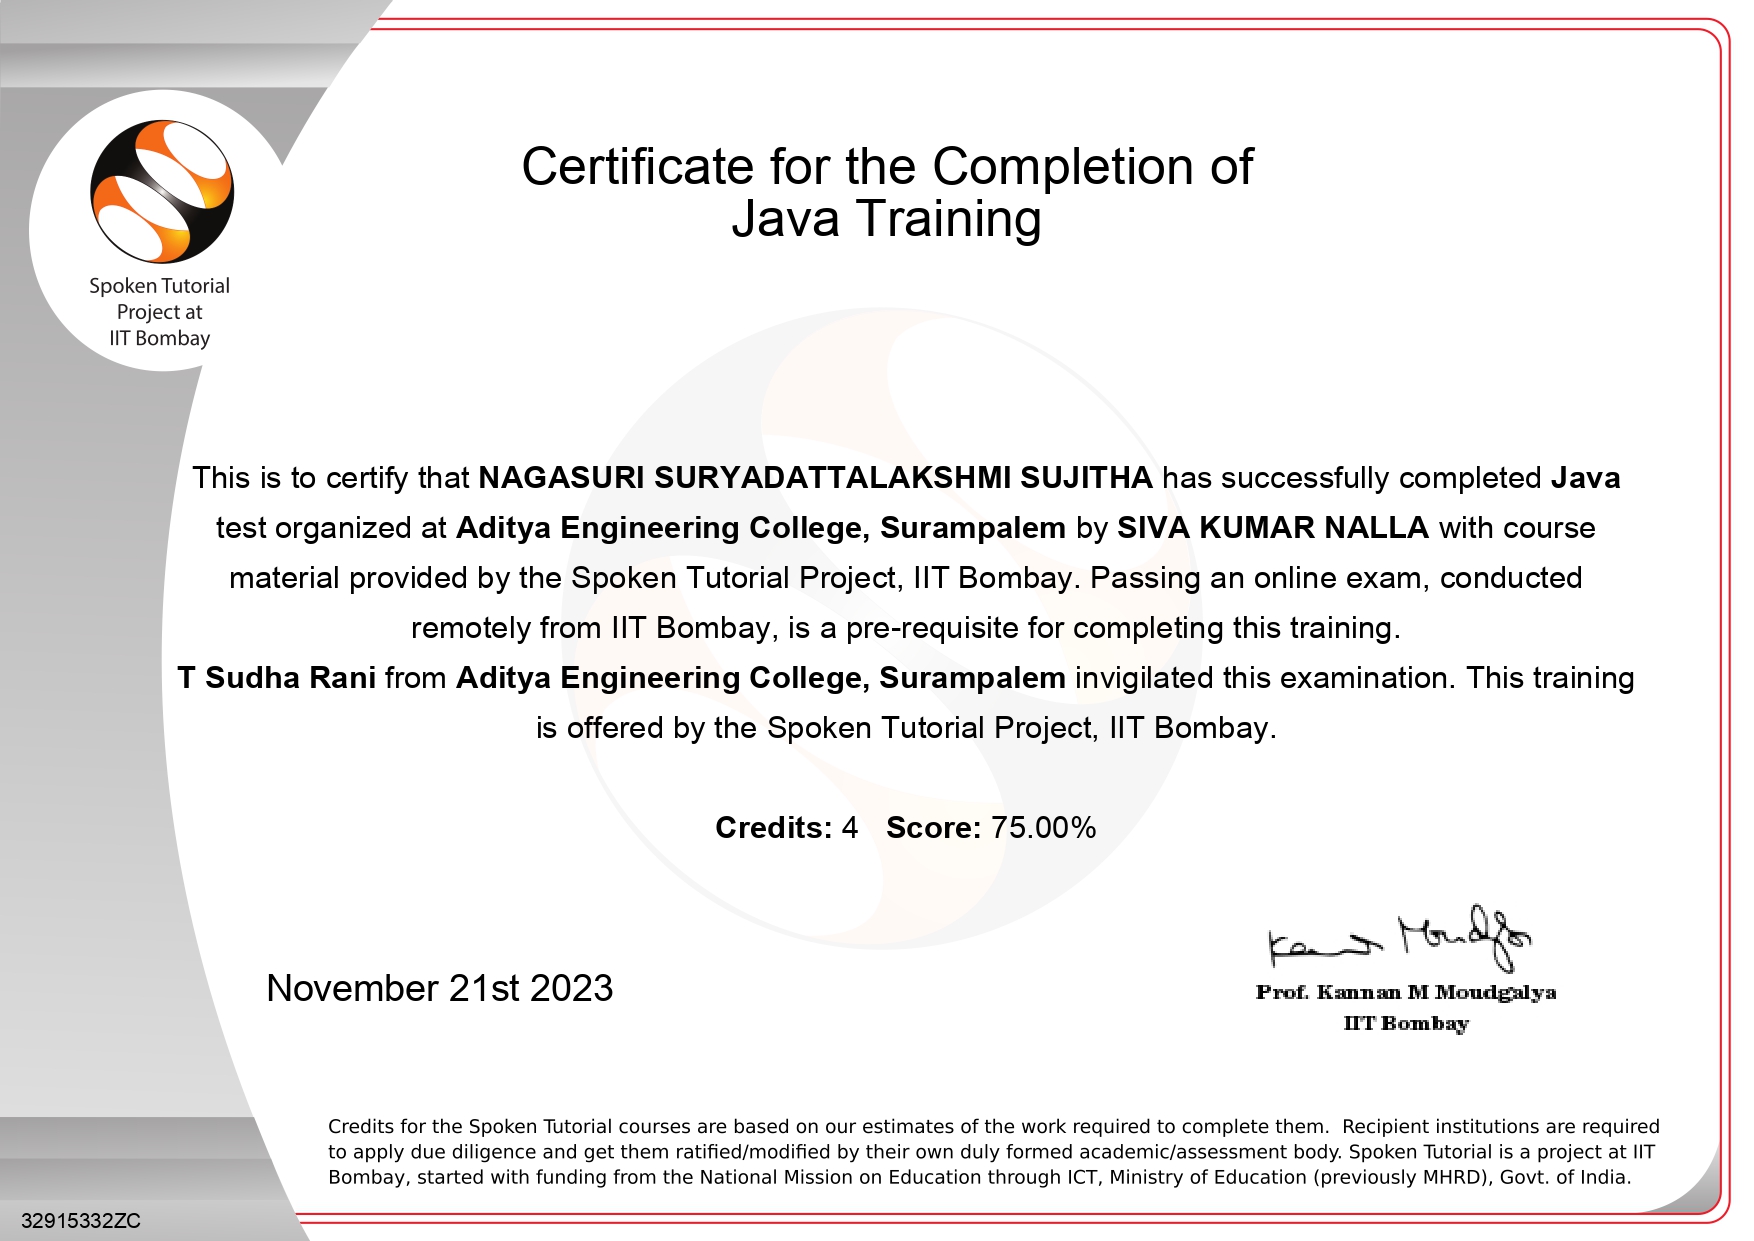 Spoken Tutorial
Project at
IIT Bombay
Certificate for the Completion of
Java Training
This is to certify that NAGASURI SURYADATTALAKSHMI SUJITHA has successfully completed Java
test organized at Aditya Engineering College, Surampalem by SIVA KUMAR NALLA with course
material provided by the Spoken Tutorial Project, IIT Bombay. Passing an online exam, conducted
remotely from IIT Bombay, is a pre-requisite for completing this training.
T Sudha Rani from Aditya Engineering College, Surampalem invigilated this examination. This training
is offered by the Spoken Tutorial Project, IIT Bombay.
Credits: 4 Score: 75.00%
November 21st 2023
Prof. Kannan M Moudgalya
IIT Bombay
Credits for the Spoken Tutorial courses are based on our estimates of the work required to complete them. Recipient institutions are required
to apply due diligence and get them ratified/modified by their own duly formed academic/assessment body. Spoken Tutorial is a project at IIT
Bombay, started with funding from the National Mission on Education through ICT, Ministry of Education (previously MHRD), Govt. of India.
32915332ZC